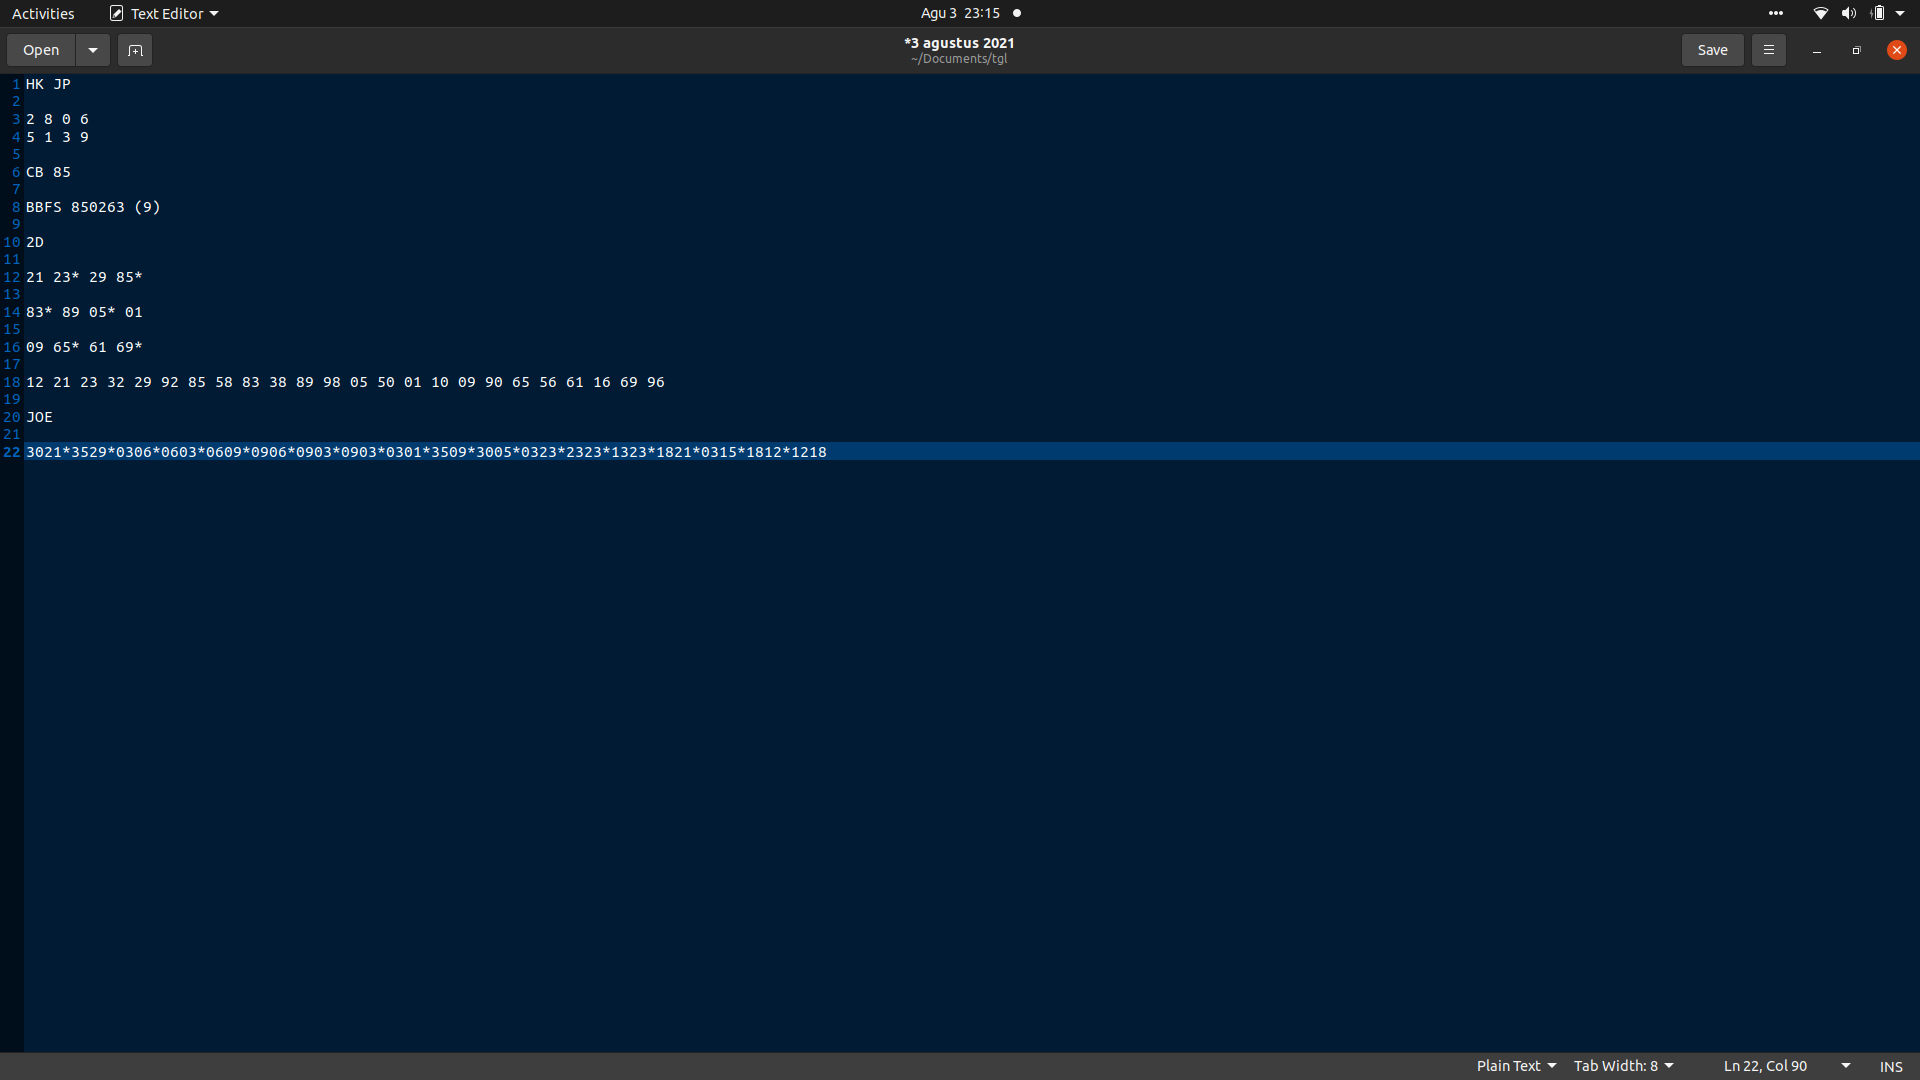 Activities Text Editor Agu 3 23:15
Open *3 agustus 2021 Save
~/Documents/tgl
1 HK JP
2
3 2 8 0 6
4 5 1 3 9
5
6 CB 85
7
8 BBFS 850263 (9)
9
10 2D
11
12 21 23* 29 85*
13
14 83* 89 05* 01
15
16 09 65* 61 69*
17
18 12 21 23 32 29 92 85 58 83 38 89 98 05 50 01 10 09 90 65 56 61 16 69 96
19
20 JOE
21
22 3021*3529*0306*0603*0609*0906*0903*0903*0301*3509*3005*0323*2323*1323*1821*0315*1812*1218
Plain Text Tab Width: 8 Ln 22, Col 90 INS